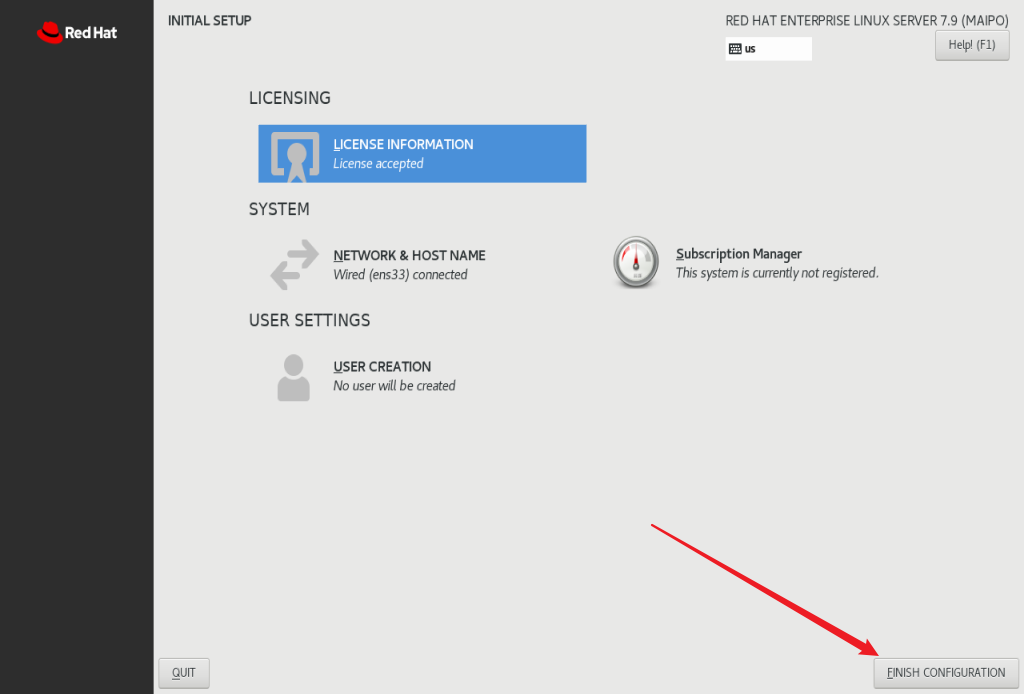 Red Hat
INITIAL SETUP
RED HAT ENTERPRISE LINUX SERVER 7.9 (MAIPO)
us
Help! (F1)
LICENSING
LICENSE INFORMATION
License accepted
SYSTEM
NETWORK & HOST NAME
Wired (ens33) connected
Subscription Manager
This system is currently not registered.
USER SETTINGS
USER CREATION
No user will be created
QUIT
FINISH CONFIGURATION